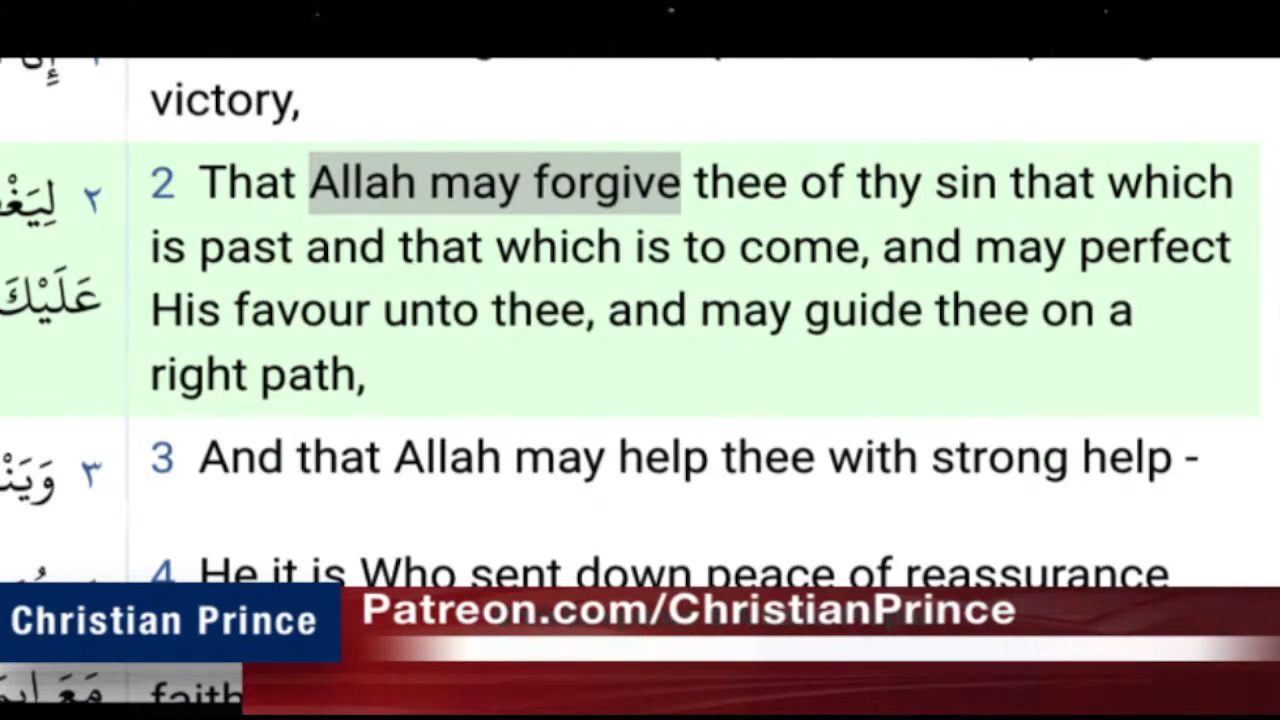 victory,
٢ لِيَغْفِ
2 That Allah may forgive thee of thy sin that which
is past and that which is to come, and may perfect
عَلَيْكَ
His favour unto thee, and may guide thee on a
right path,
٣
3 And that Allah may help thee with strong help -
4 He it is Who sent down peace of reassurance
Christian Prince
Patreon.com/ChristianPrince
faith